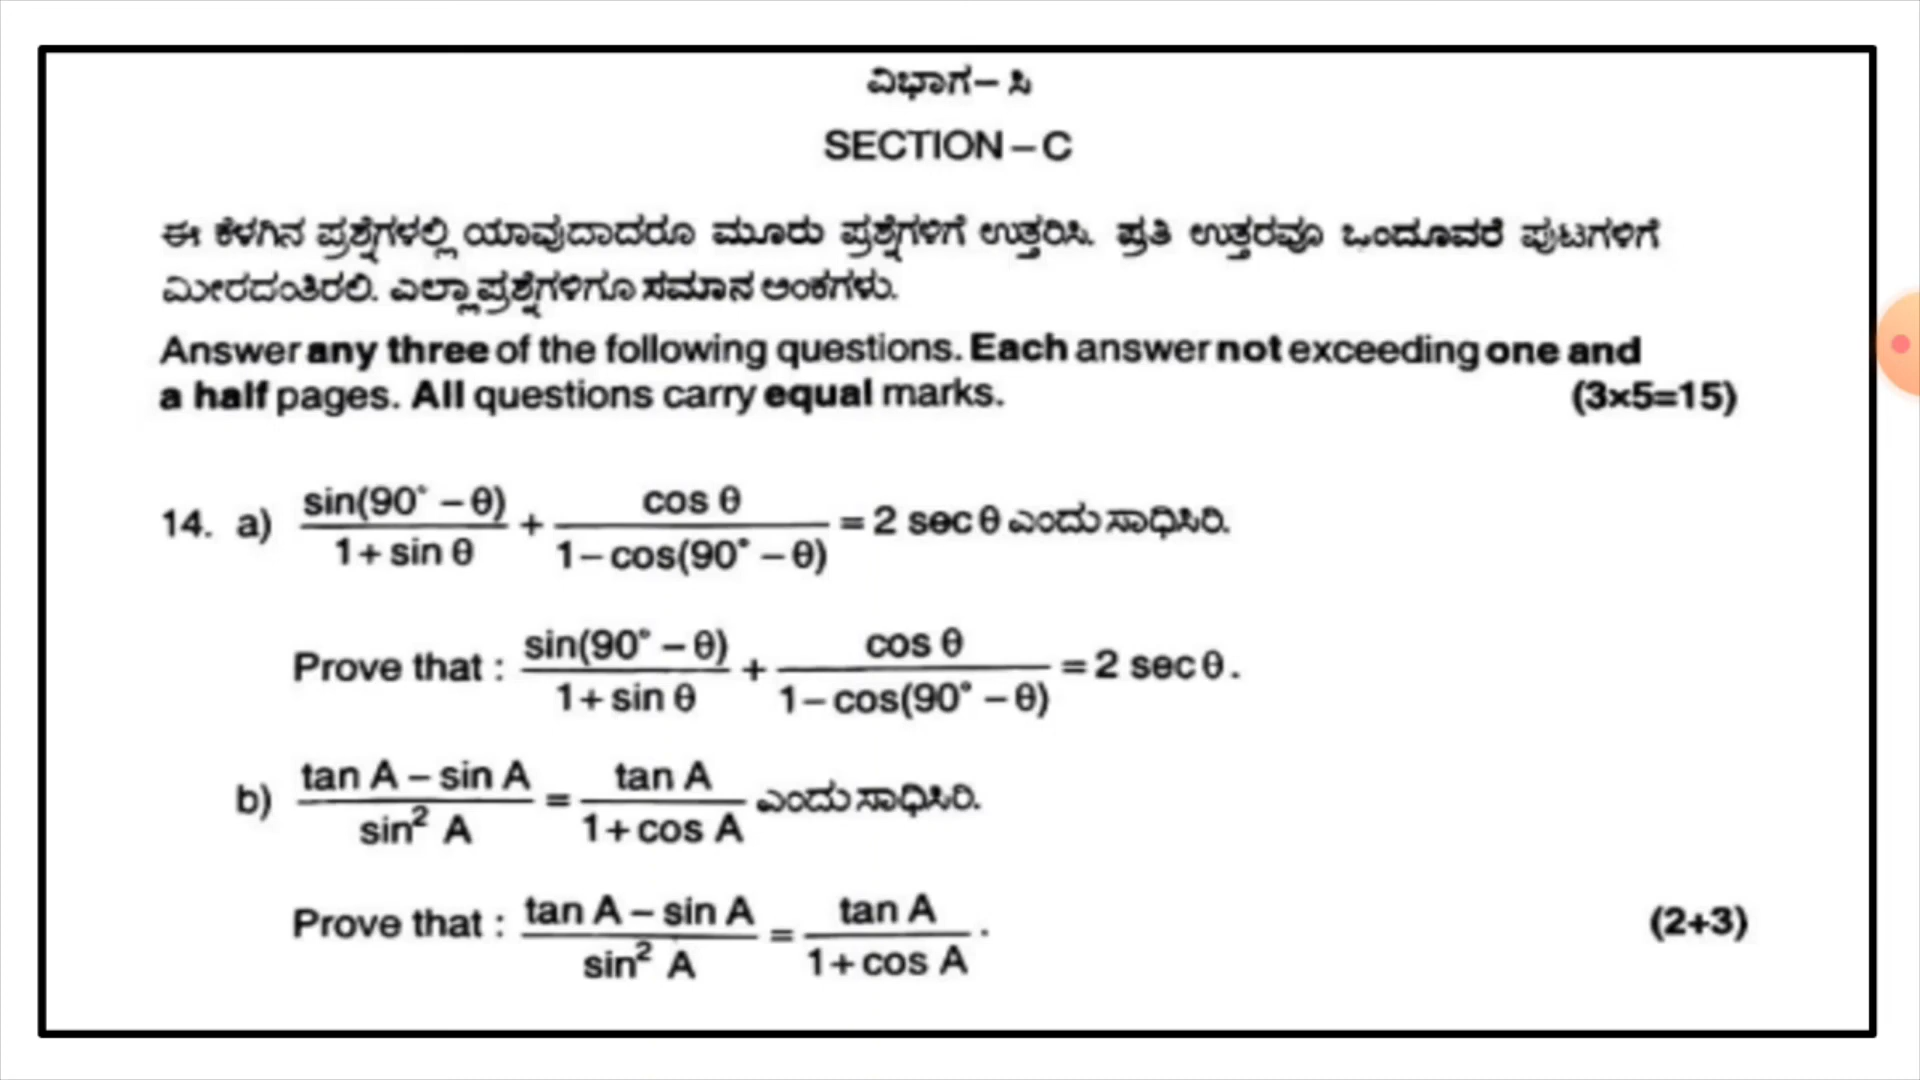 ವಿಭಾಗ – ಸಿ
SECTION – C
ಈ ಕೆಳಗಿನ ಪ್ರಶ್ನೆಗಳಲ್ಲಿ ಯಾವುದಾದರೂ ಮೂರು ಪ್ರಶ್ನೆಗಳಿಗೆ ಉತ್ತರಿಸಿ. ಪ್ರತಿ ಉತ್ತರವೂ ಒಂದೂವರೆ ಪುಟಗಳಿಗೆ
ಮೀರದಂತಿರಲಿ. ಎಲ್ಲಾ ಪ್ರಶ್ನೆಗಳಿಗೂ ಸಮಾನ ಅಂಕಗಳು.
Answer any three of the following questions. Each answer not exceeding one and
a half pages. All questions carry equal marks. (3×5=15)
14. a) sin(90° – θ) / 1 + sin θ + cos θ / 1 – cos(90° – θ) = 2 sec θ ಎಂದು ಸಾಧಿಸಿರಿ.
Prove that : sin(90° – θ) / 1 + sin θ + cos θ / 1 – cos(90° – θ) = 2 sec θ.
b) tan A – sin A / sin² A = tan A / 1 + cos A ಎಂದು ಸಾಧಿಸಿರಿ.
Prove that : tan A – sin A / sin² A = tan A / 1 + cos A. (2+3)